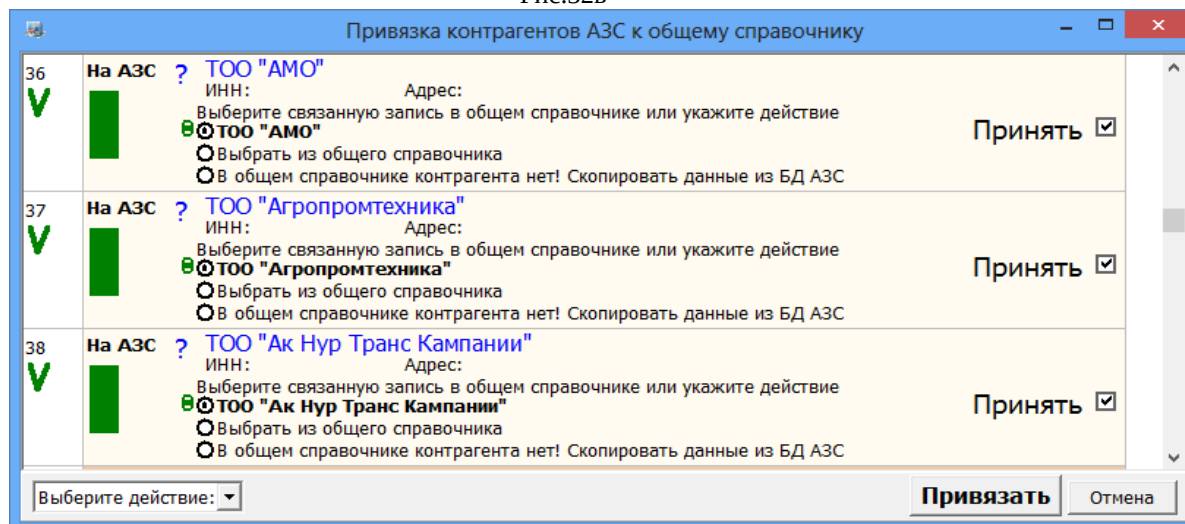 Рис.32в
Привязка контрагентов АЗС к общему справочнику
36 На АЗС ? ТОО "АМО"
ИНН: Адрес:
Выберите связанную запись в общем справочнике или укажите действие
ТОО "АМО"
Принять
Выбрать из общего справочника
В общем справочнике контрагента нет! Скопировать данные из БД АЗС
37 На АЗС ? ТОО "Агропромтехника"
ИНН: Адрес:
Выберите связанную запись в общем справочнике или укажите действие
ТОО "Агропромтехника"
Принять
Выбрать из общего справочника
В общем справочнике контрагента нет! Скопировать данные из БД АЗС
38 На АЗС ? ТОО "Ак Нур Транс Кампании"
ИНН: Адрес:
Выберите связанную запись в общем справочнике или укажите действие
ТОО "Ак Нур Транс Кампании"
Принять
Выбрать из общего справочника
В общем справочнике контрагента нет! Скопировать данные из БД АЗС
Выберите действие: Привязать Отмена